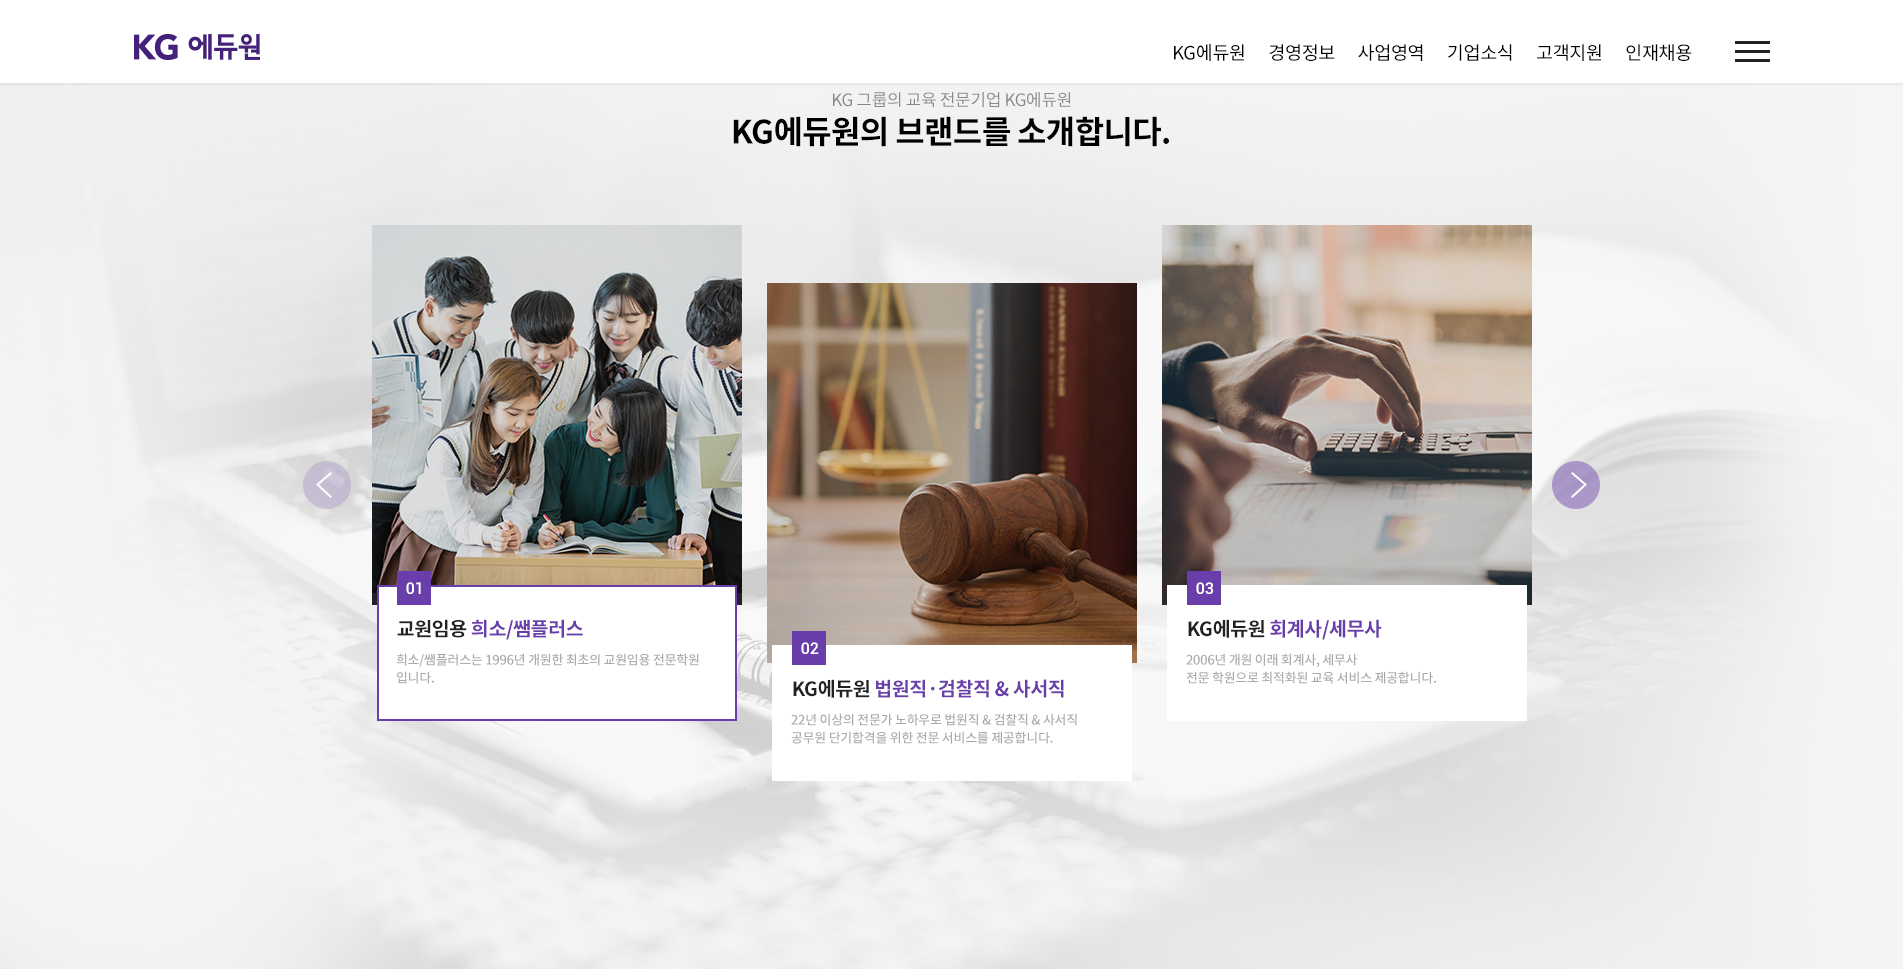 KG 에듀원
KG에듀원 경영정보 사업영역 기업소식 고객지원 인재채용
KG 그룹의 교육 전문기업 KG에듀원
KG에듀원의 브랜드를 소개합니다.
01
교원임용 희소/쌤플러스
희소/쌤플러스는 1996년 개원한 최초의 교원임용 전문학원
입니다.
02
KG에듀원 법원직·검찰직 & 사서직
22년 이상의 전문가 노하우로 법원직 & 검찰직 & 사서직
공무원 단기합격을 위한 전문 서비스를 제공합니다.
03
KG에듀원 회계사/세무사
2006년 개원 이래 회계사, 세무사
전문 학원으로 최적화된 교육 서비스 제공합니다.